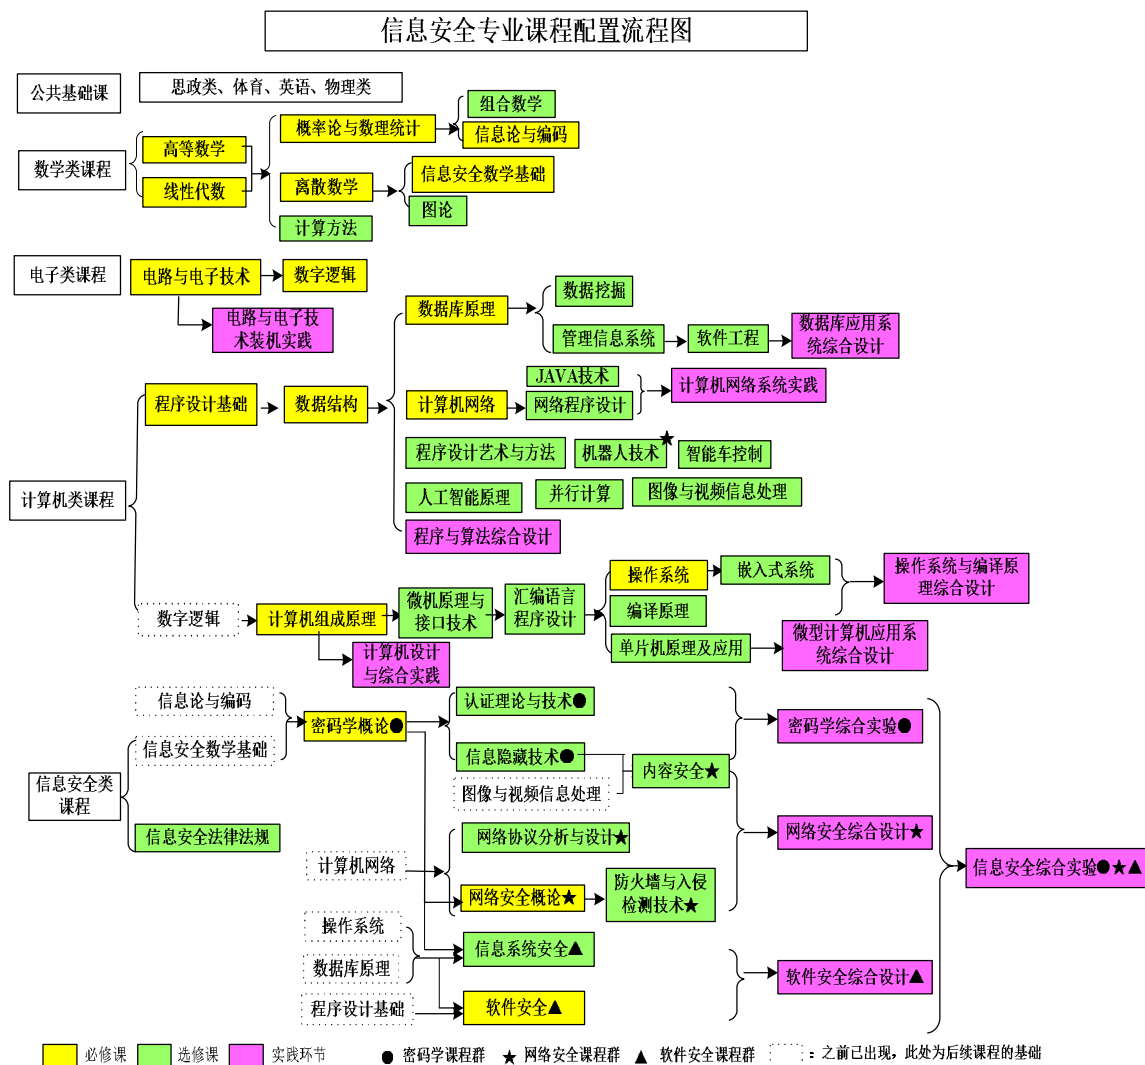 信息安全专业课程配置流程图
公共基础课
思政类、体育、英语、物理类
数学类课程
高等数学
线性代数
概率论与数理统计
组合数学
信息论与编码
离散数学
信息安全数学基础
图论
计算方法
电子类课程
电路与电子技术
数字逻辑
电路与电子技
术装机实践
计算机类课程
程序设计基础
数据结构
数据库原理
数据挖掘
管理信息系统
软件工程
数据库应用系
统综合设计
计算机网络
JAVA技术
网络程序设计
计算机网络系统实践
程序设计艺术与方法
机器人技术★
智能车控制
人工智能原理
并行计算
图像与视频信息处理
程序与算法综合设计
数字逻辑
计算机组成原理
微机原理与
接口技术
汇编语言
程序设计
操作系统
嵌入式系统
操作系统与编译原
理综合设计
编译原理
单片机原理及应用
微型计算机应用系
统综合设计
计算机设计
与综合实践
信息安全类
课程
信息论与编码
信息安全数学基础
密码学概论●
认证理论与技术●
信息隐藏技术●
图像与视频信息处理
内容安全★
密码学综合实验●
信息安全法律法规
计算机网络
网络协议分析与设计★
网络安全概论★
防火墙与入侵
检测技术★
网络安全综合设计★
信息安全综合实验●★▲
操作系统
数据库原理
信息系统安全▲
程序设计基础
软件安全▲
软件安全综合设计▲
必修课 选修课 实践环节 ● 密码学课程群 ★ 网络安全课程群 ▲ 软件安全课程群 ：之前已出现，此处为后续课程的基础